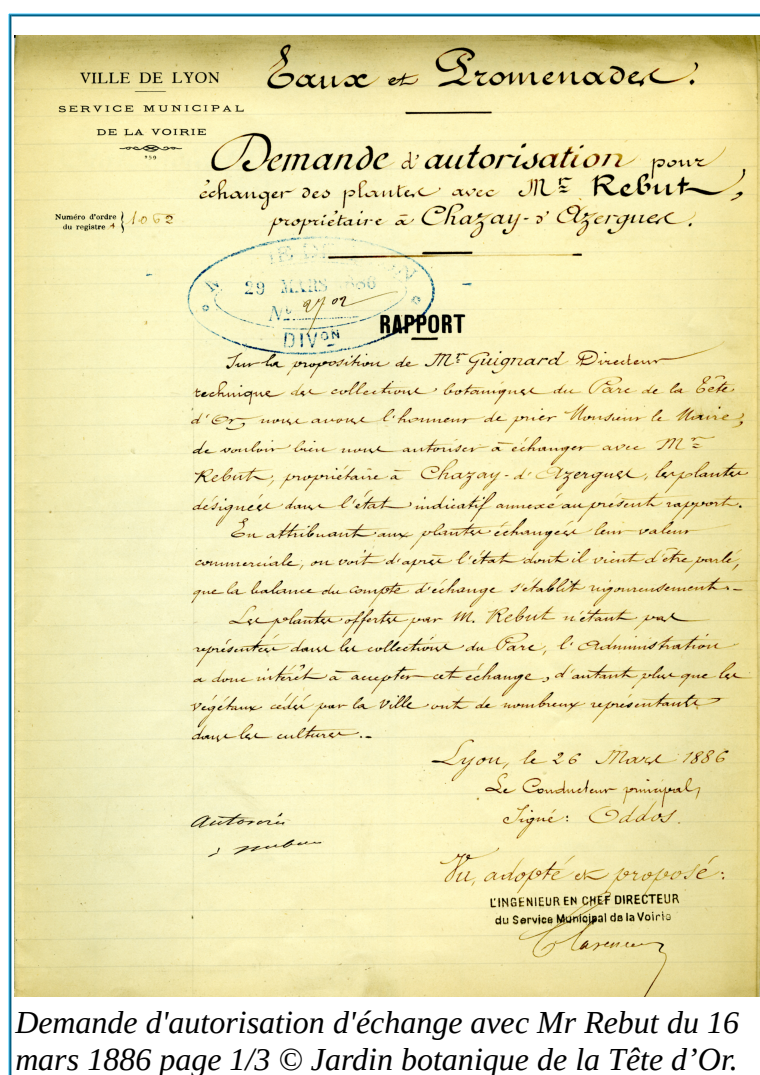 VILLE DE LYON
SERVICE MUNICIPAL
DE LA VOIRIE
Numéro d'ordre
du registre 1062
Eaux et Promenades.
Demande d'autorisation pour
échanger des plantes avec Mr Rebut,
propriétaire à Chazay-d'Azergues.
29 MARS 1886
No 2702
DIVon
RAPPORT
Sur la proposition de Mr Guignard Directeur
technique des collections botaniques du Parc de la Tête
d'Or, nous avons l'honneur de prier Monsieur le Maire,
de vouloir bien nous autoriser à échanger avec Mr
Rebut, propriétaire à Chazay-d'Azergues, les plantes
désignées dans l'état indicatif annexé au présent rapport.
En attribuant aux plantes échangées leur valeur
commerciale, on voit d'après l'état dont il vient d'être parlé,
que la balance du compte d'échange s'établit rigoureusement.-
Les plantes offertes par M. Rebut n'étant pas
représentées dans les collections du Parc, l'Administration
a donc intérêt à accepter cet échange, d'autant plus que les
végétaux cédés par la Ville ont de nombreux représentants
dans les cultures.-
Lyon, le 26 Mars 1886
Le Conducteur principal,
Signé: Oddos.
Vu, adopté et proposé:
L'INGENIEUR EN CHEF DIRECTEUR
du Service Municipal de la Voirie
Demande d'autorisation d'échange avec Mr Rebut du 16
mars 1886 page 1/3 © Jardin botanique de la Tête d'Or.